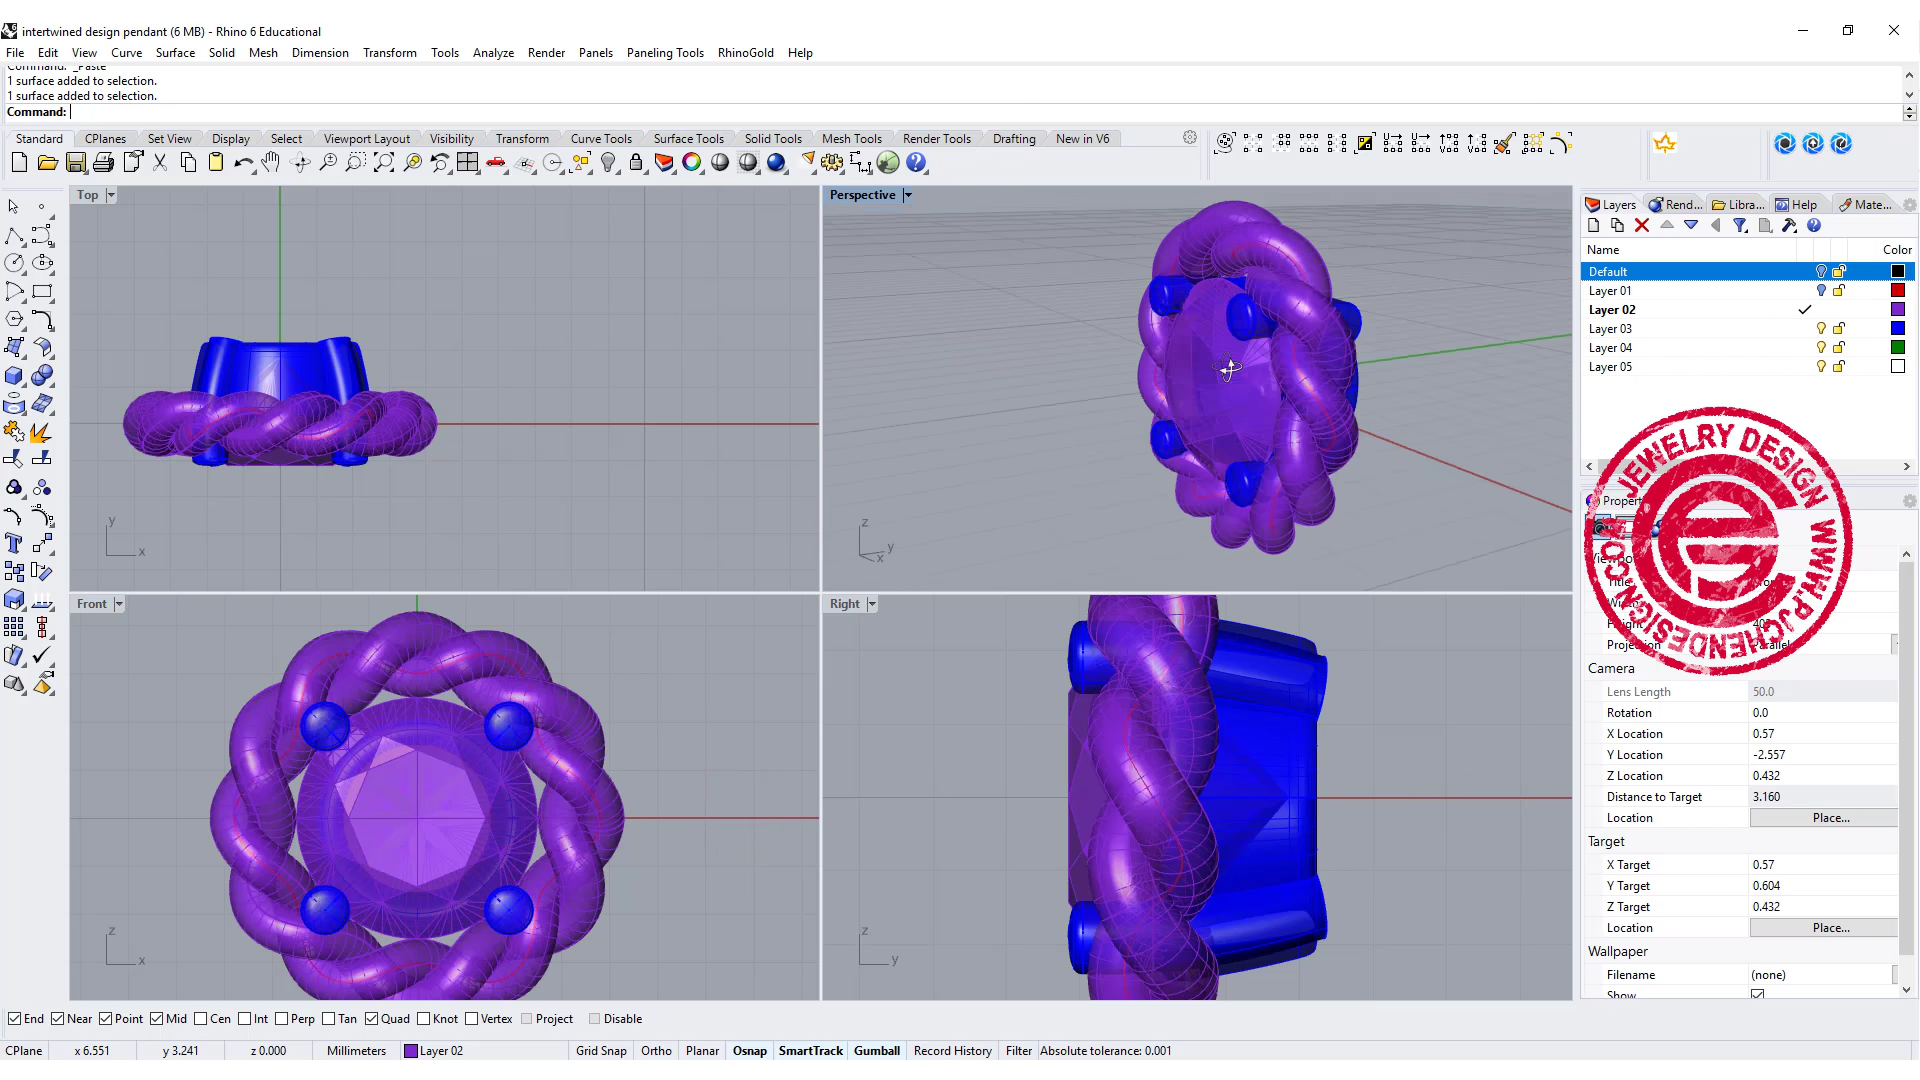 intertwined design pendant (6 MB) - Rhino 6 Educational
File Edit View Curve Surface Solid Mesh Dimension Transform Tools Analyze Render Panels Paneling Tools RhinoGold Help
Command: _Paste
1 surface added to selection.
1 surface added to selection.
Command:
Standard CPlanes Set View Display Select Viewport Layout Visibility Transform Curve Tools Surface Tools Solid Tools Mesh Tools Render Tools Drafting New in V6
Top
Perspective
Layers Rend... Libra... Help Mate...
Name Color
Default
Layer 01
Layer 02
Layer 03
Layer 04
Layer 05
y
x
z
y
x
JEWELRY DESIGN
WWW.PJCHENDESIGN.COM
Front
Right
z
x
z
y
Camera
Lens Length 50.0
Rotation 0.0
X Location 0.57
Y Location -2.557
Z Location 0.432
Distance to Target 3.160
Location Place...
Target
X Target 0.57
Y Target 0.604
Z Target 0.432
Location Place...
Wallpaper
Filename (none)
Show
End Near Point Mid Cen Int Perp Tan Quad Knot Vertex Project Disable
CPlane x 6.551 y 3.241 z 0.000 Millimeters Layer 02 Grid Snap Ortho Planar Osnap SmartTrack Gumball Record History Filter Absolute tolerance: 0.001